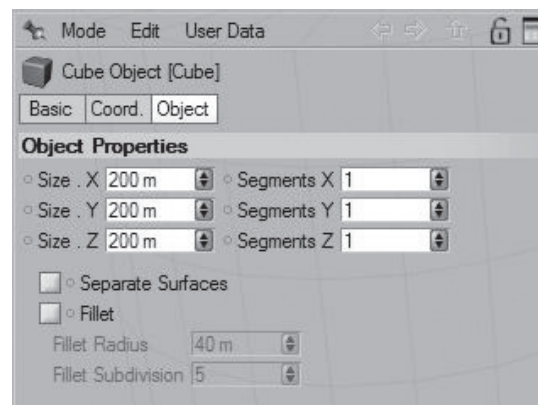 Mode Edit User Data
Cube Object [Cube]
Basic Coord. Object
Object Properties
Size . X 200 m Segments X 1
Size . Y 200 m Segments Y 1
Size . Z 200 m Segments Z 1
Separate Surfaces
Fillet
Fillet Radius 40 m
Fillet Subdivision 5